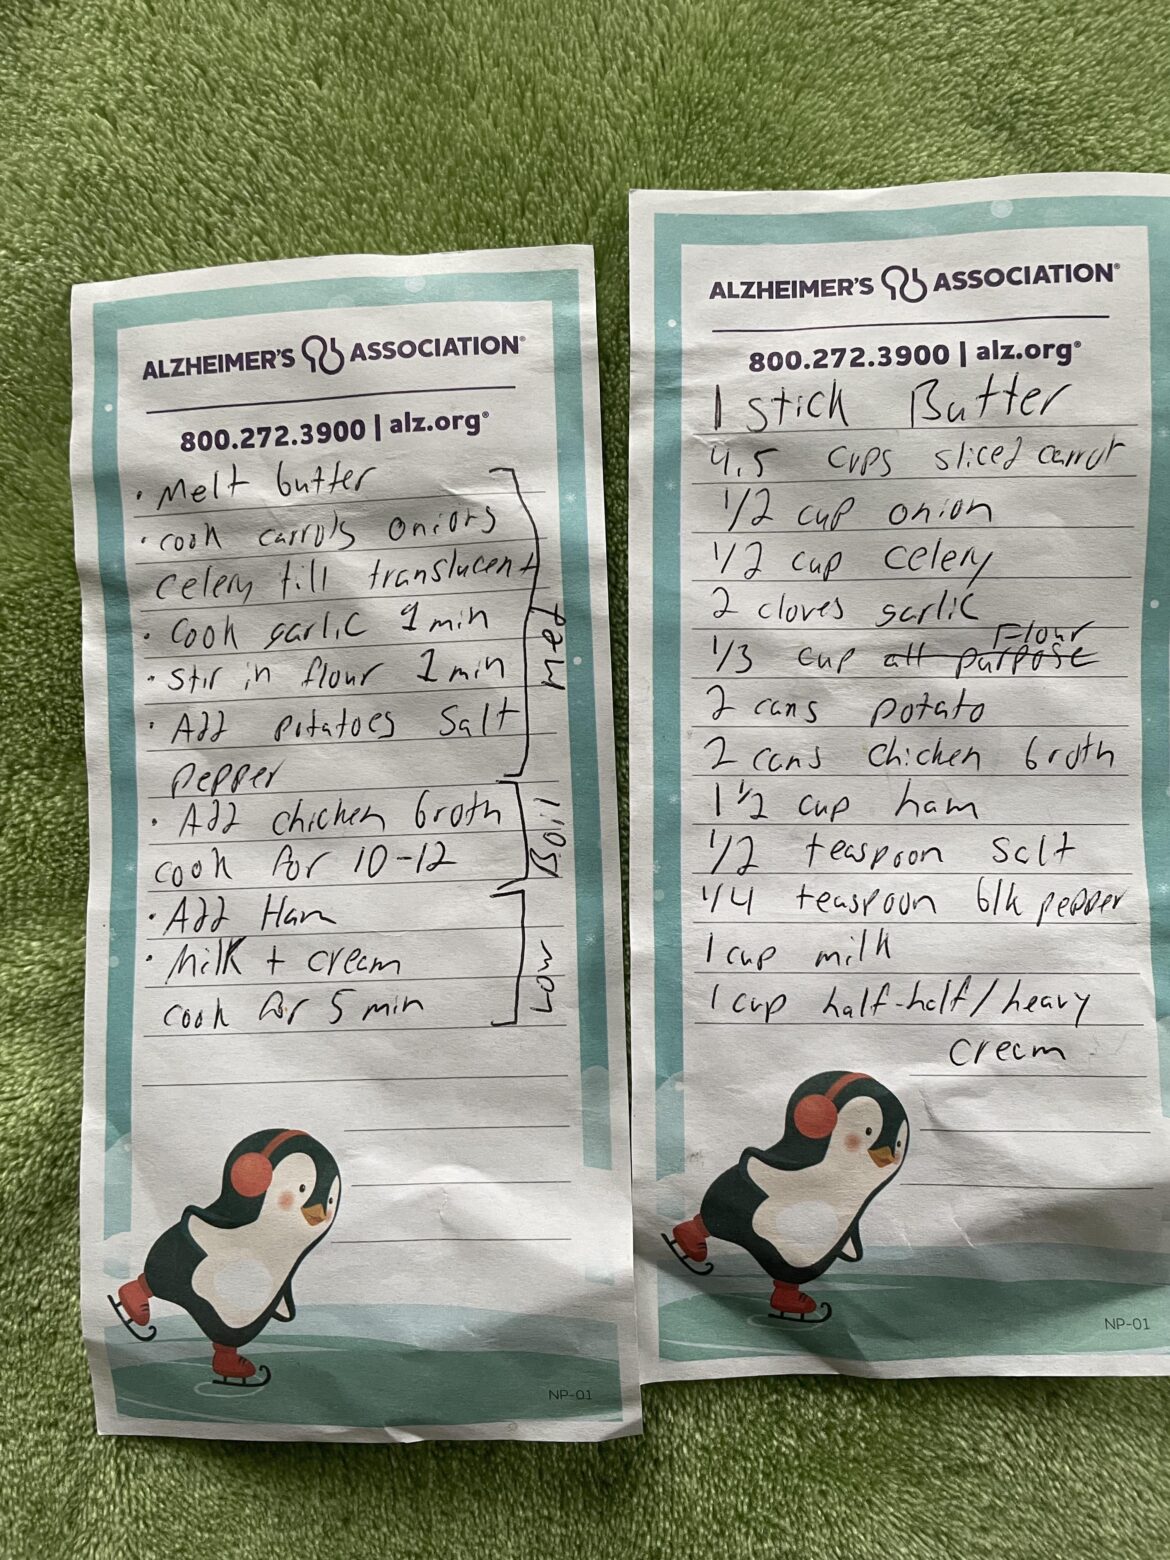 ALZHEIMER'S ASSOCIATION®
800.272.3900 | alz.org®
• Melt butter
• cook carrots onions
celery till translucent
• cook garlic 1 min
• stir in flour 1 min
• Add potatoes Salt
pepper
Med
• Add chicken broth
cook for 10-12
Boil
• Add Ham
• Milk + cream
cook for 5 min
Low
NP-01
ALZHEIMER'S ASSOCIATION®
800.272.3900 | alz.org®
1 stick Butter
4.5 cups sliced carrot
1/2 cup onion
1/2 cup celery
2 cloves garlic
1/3 cup all purpose Flour
2 cans potato
2 cans chicken broth
1 1/2 cup ham
1/2 teaspoon salt
1/4 teaspoon blk pepper
1 cup milk
1 cup half-half/heavy
cream
NP-01